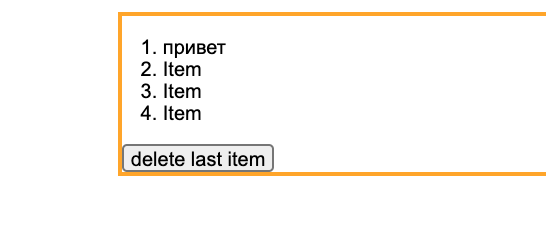 1. привет
2. Item
3. Item
4. Item
delete last item